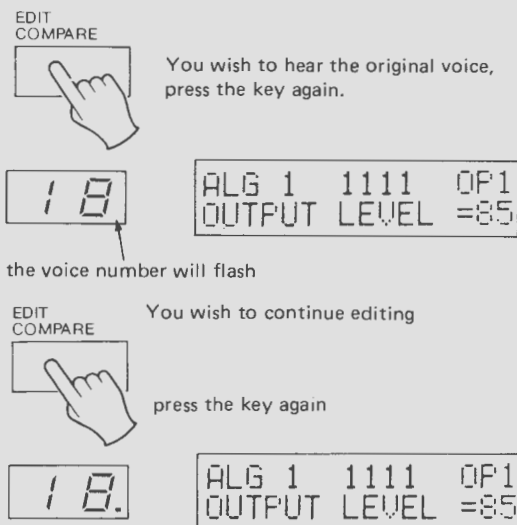 EDIT
COMPARE
You wish to hear the original voice,
press the key again.
18
ALG 1 1111 OP1
OUTPUT LEVEL =85
the voice number will flash
EDIT
COMPARE
You wish to continue editing
press the key again
18.
ALG 1 1111 OP1
OUTPUT LEVEL =85